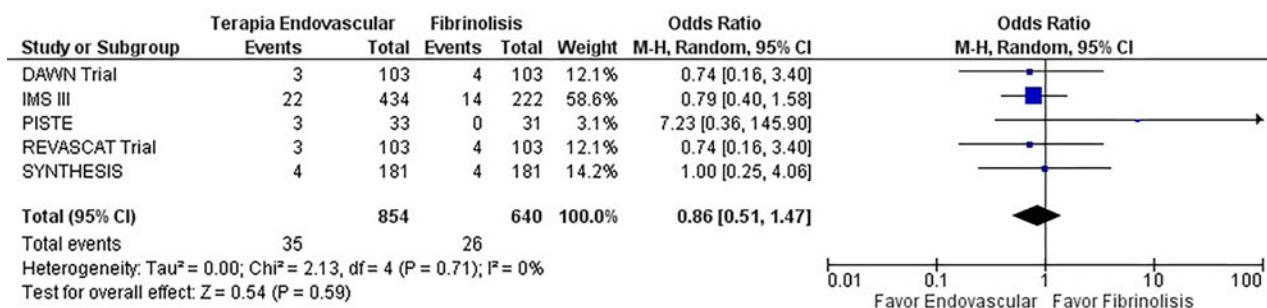 Terapia Endovascular Fibrinolisis Odds Ratio Odds Ratio
Study or Subgroup Events Total Events Total Weight M-H, Random, 95% CI M-H, Random, 95% CI
DAWN Trial 3 103 4 103 12.1% 0.74 [0.16, 3.40]
IMS III 22 434 14 222 58.6% 0.79 [0.40, 1.58]
PISTE 3 33 0 31 3.1% 7.23 [0.36, 145.90]
REVASCAT Trial 3 103 4 103 12.1% 0.74 [0.16, 3.40]
SYNTHESIS 4 181 4 181 14.2% 1.00 [0.25, 4.06]
Total (95% CI) 854 640 100.0% 0.86 [0.51, 1.47]
Total events 35 26
Heterogeneity: Tau² = 0.00; Chi² = 2.13, df = 4 (P = 0.71); I² = 0%
Test for overall effect: Z = 0.54 (P = 0.59)
0.01 0.1 1 10 100
Favor Endovascular Favor Fibrinolisis